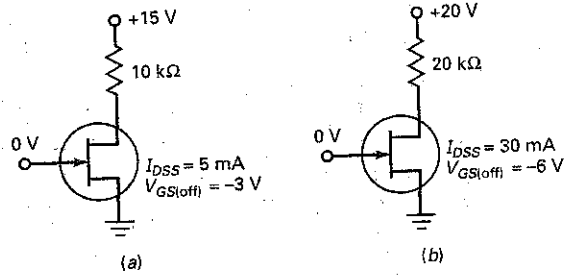 +15 V
10 kΩ
0 V
I_DSS = 5 mA
V_GS(off) = –3 V
(a)
+20 V
20 kΩ
0 V
I_DSS = 30 mA
V_GS(off) = –6 V
(b)